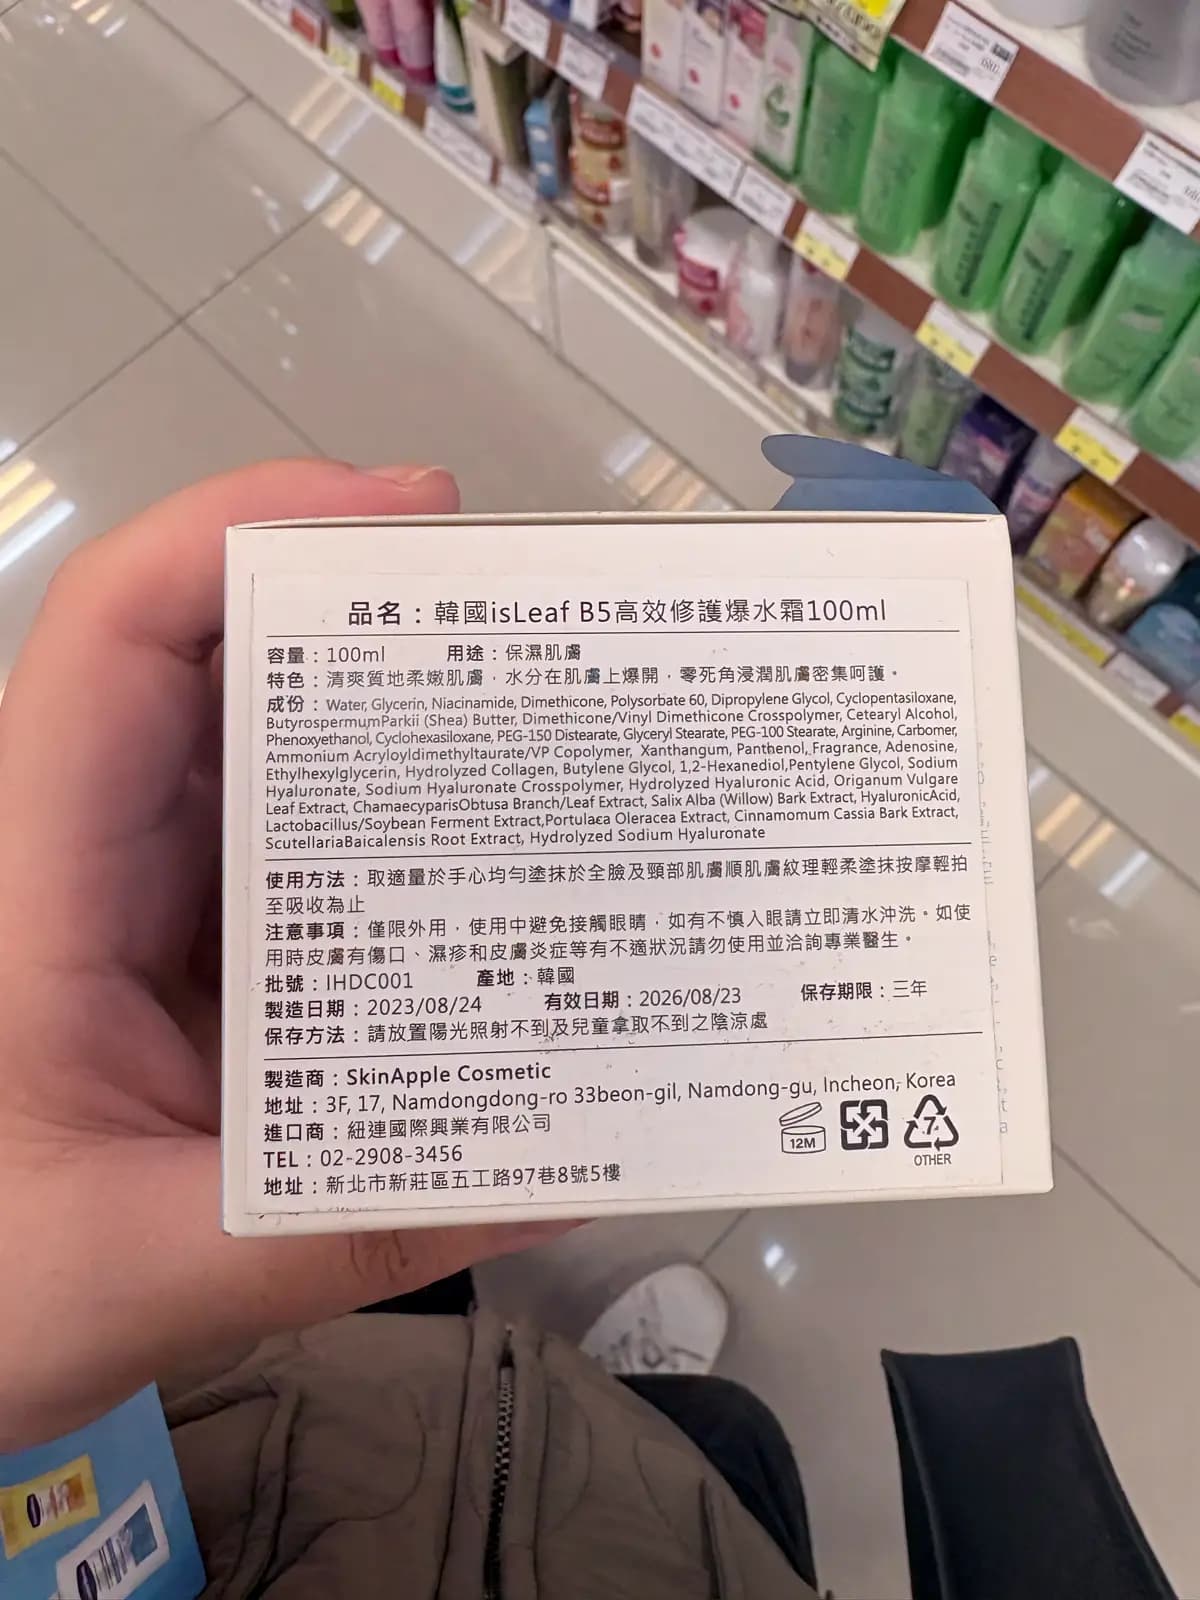 品名：韓國isLeaf B5高效修護爆水霜100ml
容量：100ml 用途：保濕肌膚
特色：清爽質地柔嫩肌膚，水分在肌膚上爆開，零死角浸潤肌膚密集呵護。
成份：Water, Glycerin, Niacinamide, Dimethicone, Polysorbate 60, Dipropylene Glycol, Cyclopentasiloxane,
ButyrospermumParkii (Shea) Butter, Dimethicone/Vinyl Dimethicone Crosspolymer, Cetearyl Alcohol,
Phenoxyethanol, Cyclohexasiloxane, PEG-150 Distearate, Glyceryl Stearate, PEG-100 Stearate, Arginine, Carbomer,
Ammonium Acryloyldimethyltaurate/VP Copolymer, Xanthangum, Panthenol, Fragrance, Adenosine,
Ethylhexylglycerin, Hydrolyzed Collagen, Butylene Glycol, 1,2-Hexanediol,Pentylene Glycol, Sodium
Hyaluronate, Sodium Hyaluronate Crosspolymer, Hydrolyzed Hyaluronic Acid, Origanum Vulgare
Leaf Extract, ChamaecyparisObtusa Branch/Leaf Extract, Salix Alba (Willow) Bark Extract, HyaluronicAcid,
Lactobacillus/Soybean Ferment Extract,Portulaca Oleracea Extract, Cinnamomum Cassia Bark Extract,
ScutellariaBaicalensis Root Extract, Hydrolyzed Sodium Hyaluronate
使用方法：取適量於手心均勻塗抹於全臉及頸部肌膚順肌膚紋理輕柔塗抹按摩輕拍
至吸收為止
注意事項：僅限外用，使用中避免接觸眼睛，如有不慎入眼請立即清水沖洗。如使
用時皮膚有傷口、濕疹和皮膚炎症等有不適狀況請勿使用並洽詢專業醫生。
批號：IHDC001 產地：韓國
製造日期：2023/08/24 有效日期：2026/08/23 保存期限：三年
保存方法：請放置陽光照射不到及兒童拿取不到之陰涼處
製造商：SkinApple Cosmetic
地址：3F, 17, Namdongdong-ro 33beon-gil, Namdong-gu, Incheon, Korea
進口商：紐連國際興業有限公司
TEL：02-2908-3456
地址：新北市新莊區五工路97巷8號5樓
12M
7
OTHER